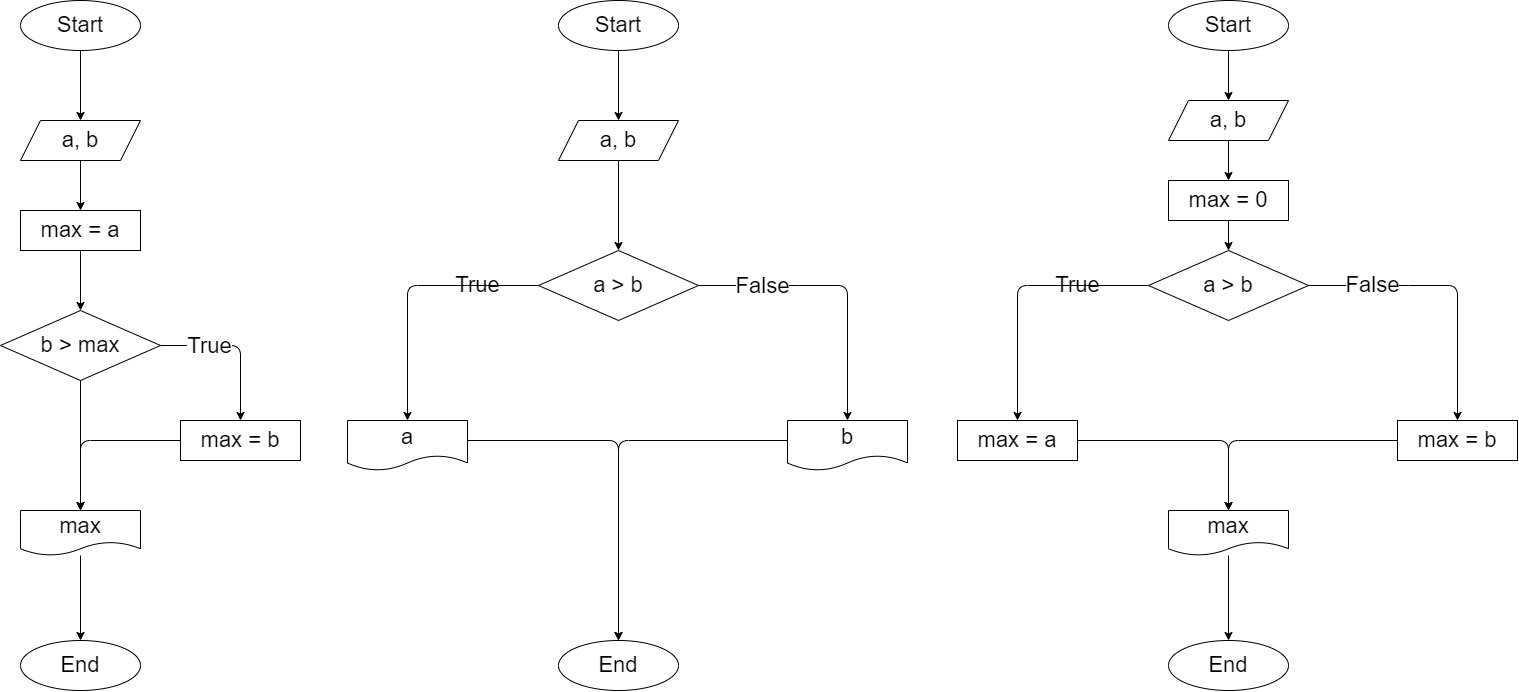 Start
a, b
max = a
b > max
True
max = b
max
End
Start
a, b
a > b
True
False
a
b
End
Start
a, b
max = 0
a > b
True
False
max = a
max = b
max
End